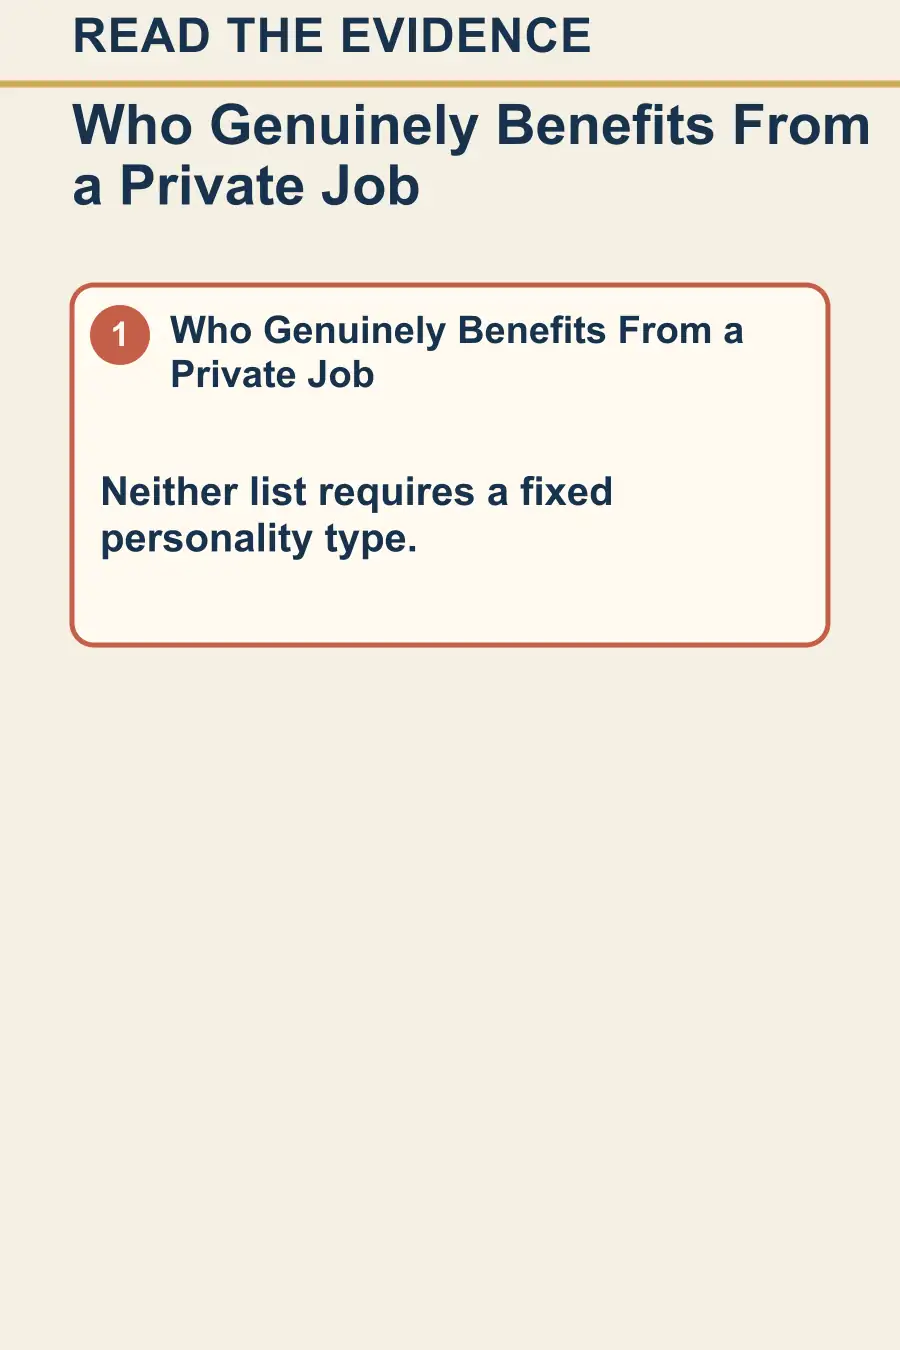 READ THE EVIDENCE
Who Genuinely Benefits From
a Private Job
1
Who Genuinely Benefits From a
Private Job
Neither list requires a fixed
personality type.